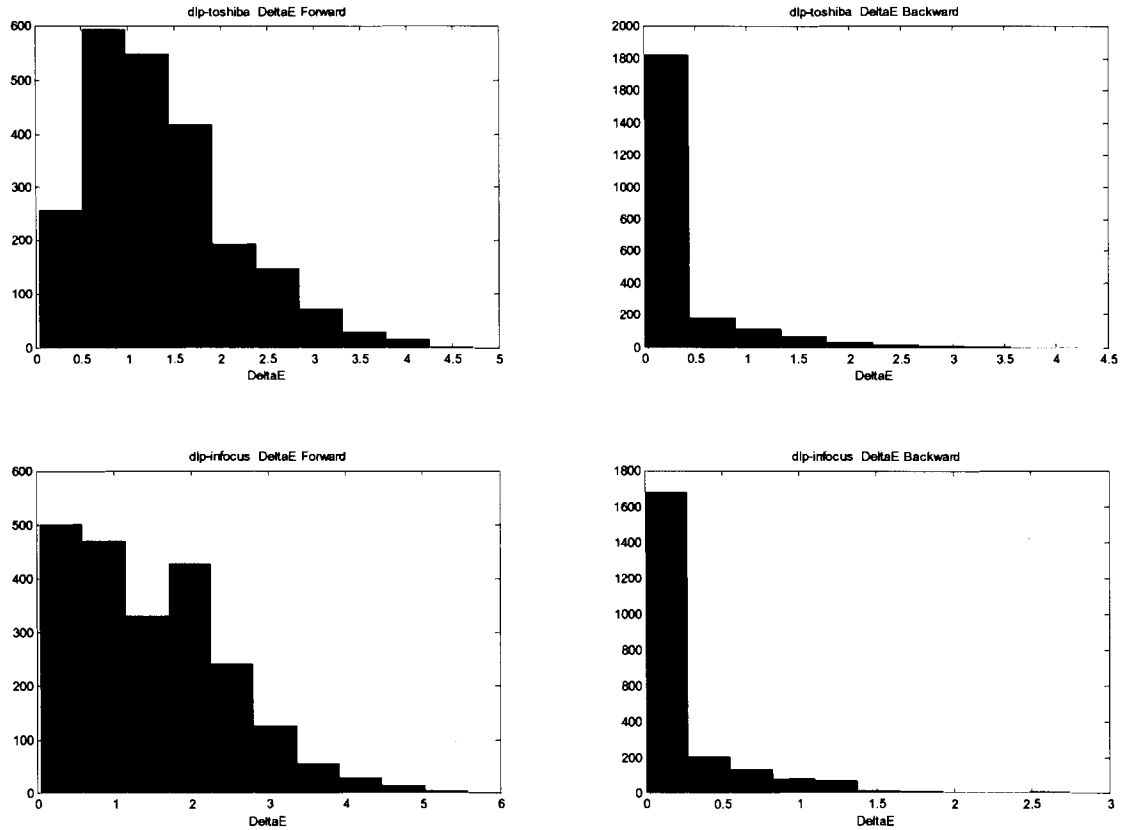 dlp-toshiba DeltaE Forward
600
500
400
300
200
100
0
0 0.5 1 1.5 2 2.5 3 3.5 4 4.5 5
DeltaE
dlp-toshiba DeltaE Backward
2000
1800
1600
1400
1200
1000
800
600
400
200
0
0 0.5 1 1.5 2 2.5 3 3.5 4 4.5
DeltaE
dlp-infocus DeltaE Forward
600
500
400
300
200
100
0
0 1 2 3 4 5 6
DeltaE
dlp-infocus DeltaE Backward
1800
1600
1400
1200
1000
800
600
400
200
0
0 0.5 1 1.5 2 2.5 3
DeltaE